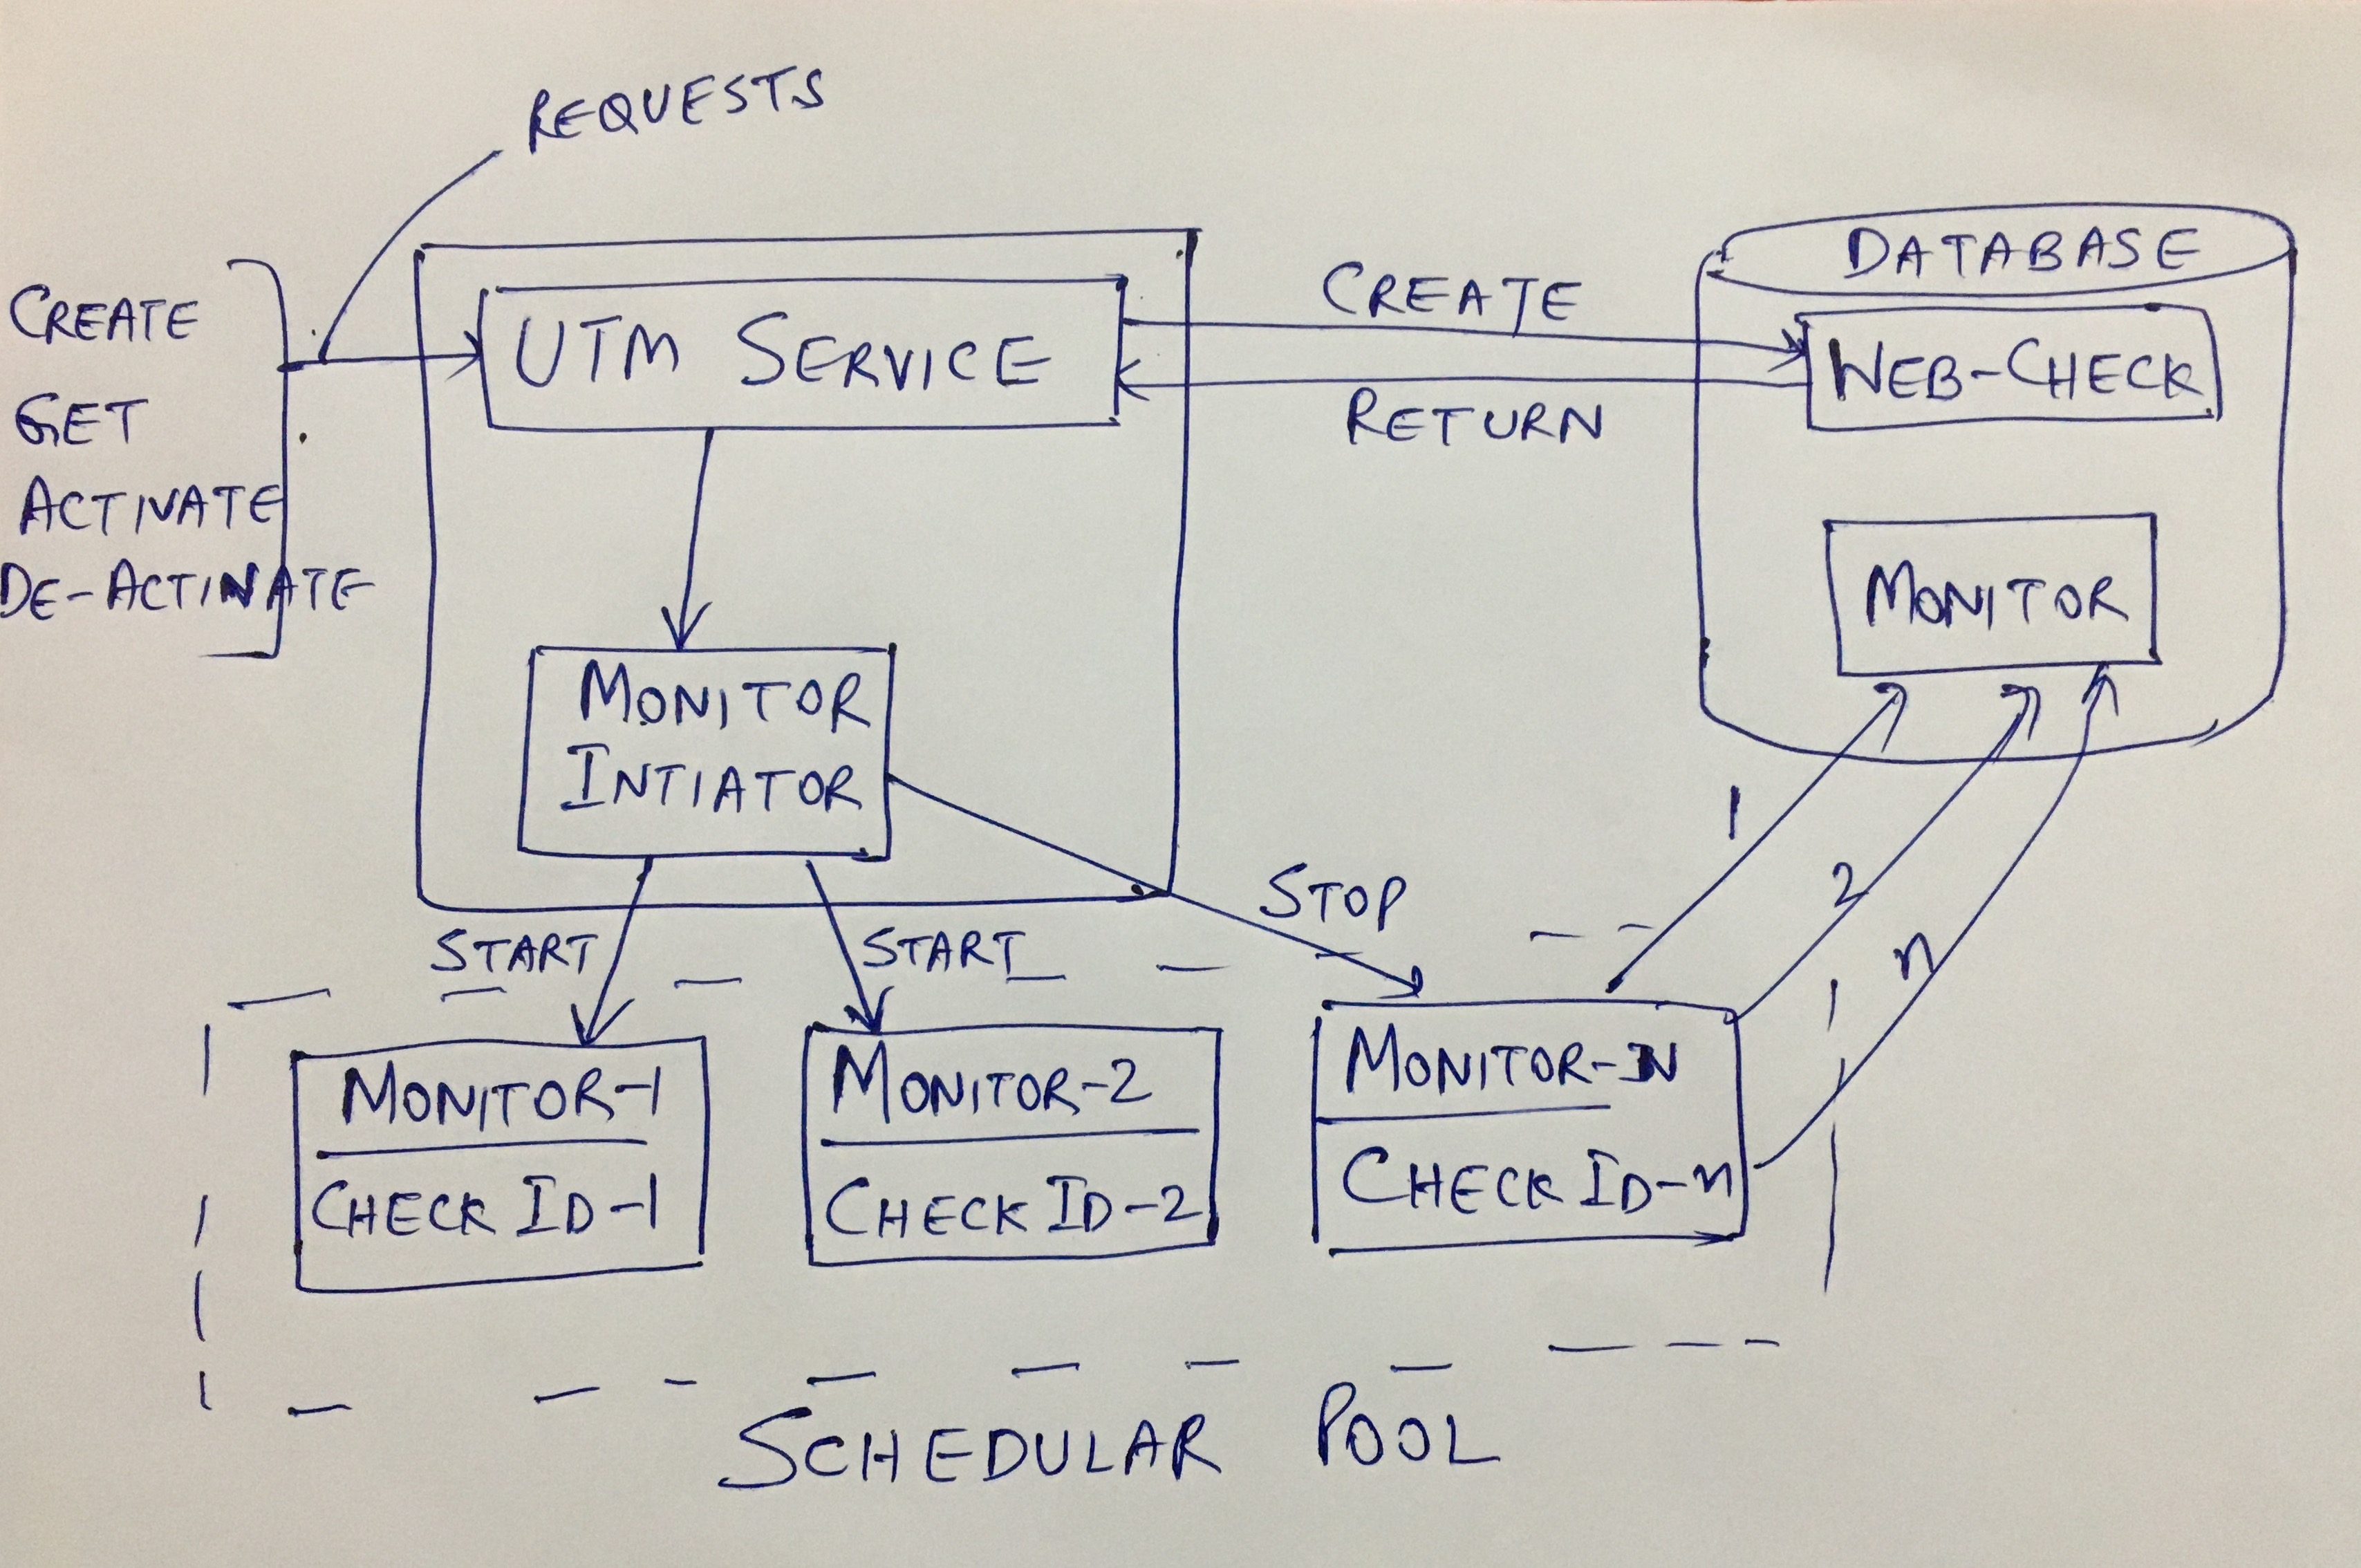 REQUESTS
CREATE
GET
ACTIVATE
DE-ACTIVATE
UTM SERVICE
CREATE
RETURN
DATABASE
WEB-CHECK
MONITOR
MONITOR
INTIATOR
START
START
STOP
1
2
n
MONITOR-1
CHECK ID-1
MONITOR-2
CHECK ID-2
MONITOR-N
CHECK ID-n
SCHEDULAR POOL